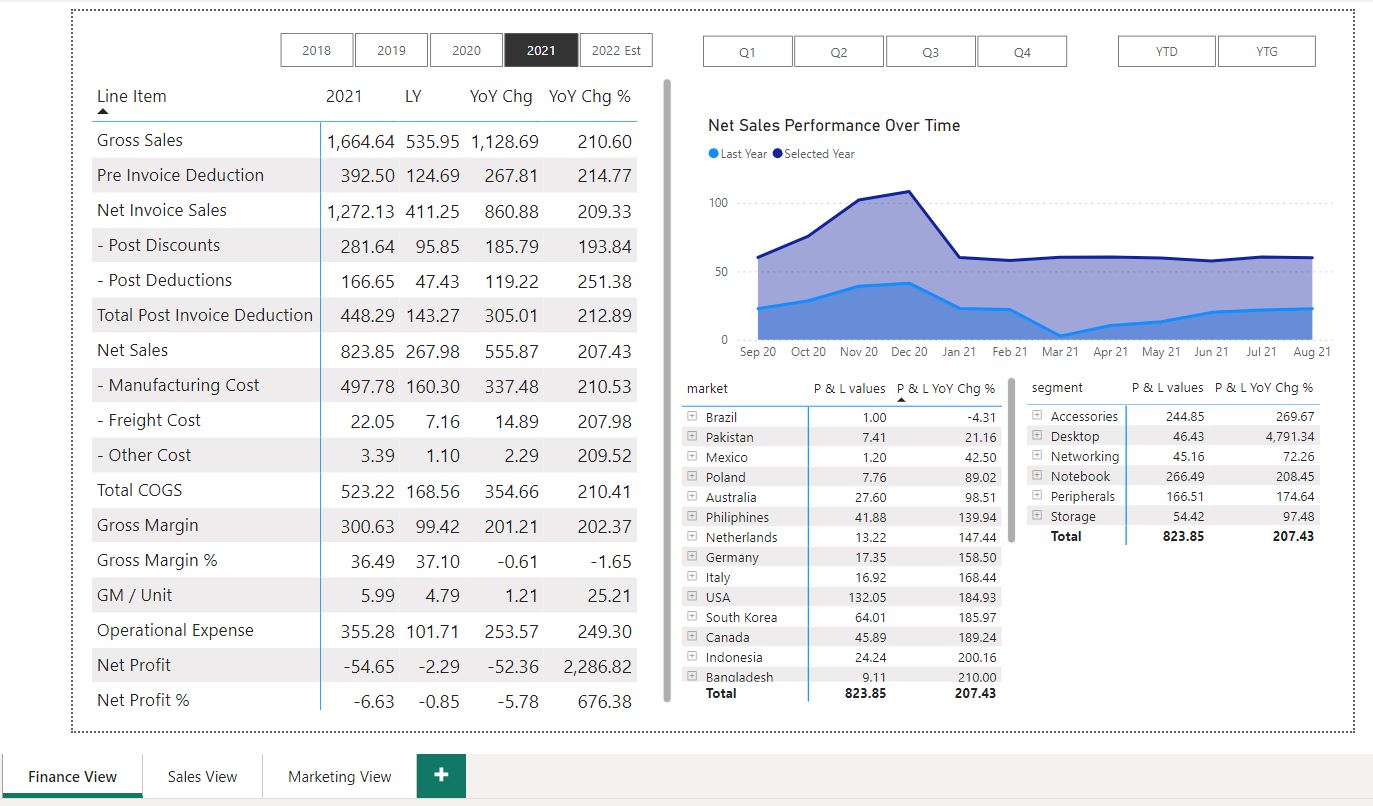 2018 2019 2020 2021 2022 Est
Q1 Q2 Q3 Q4
YTD YTG
Line Item 2021 LY YoY Chg YoY Chg %
Gross Sales 1,664.64 535.95 1,128.69 210.60
Pre Invoice Deduction 392.50 124.69 267.81 214.77
Net Invoice Sales 1,272.13 411.25 860.88 209.33
- Post Discounts 281.64 95.85 185.79 193.84
- Post Deductions 166.65 47.43 119.22 251.38
Total Post Invoice Deduction 448.29 143.27 305.01 212.89
Net Sales 823.85 267.98 555.87 207.43
- Manufacturing Cost 497.78 160.30 337.48 210.53
- Freight Cost 22.05 7.16 14.89 207.98
- Other Cost 3.39 1.10 2.29 209.52
Total COGS 523.22 168.56 354.66 210.41
Gross Margin 300.63 99.42 201.21 202.37
Gross Margin % 36.49 37.10 -0.61 -1.65
GM / Unit 5.99 4.79 1.21 25.21
Operational Expense 355.28 101.71 253.57 249.30
Net Profit -54.65 -2.29 -52.36 2,286.82
Net Profit % -6.63 -0.85 -5.78 676.38
Net Sales Performance Over Time
Last Year Selected Year
100
50
0
Sep 20 Oct 20 Nov 20 Dec 20 Jan 21 Feb 21 Mar 21 Apr 21 May 21 Jun 21 Jul 21 Aug 21
market P & L values P & L YoY Chg %
Brazil 1.00 -4.31
Pakistan 7.41 21.16
Mexico 1.20 42.50
Poland 7.76 89.02
Australia 27.60 98.51
Philiphines 41.88 139.94
Netherlands 13.22 147.44
Germany 17.35 158.50
Italy 16.92 168.44
USA 132.05 184.93
South Korea 64.01 185.97
Canada 45.89 189.24
Indonesia 24.24 200.16
Bangladesh 9.11 210.00
Total 823.85 207.43
segment P & L values P & L YoY Chg %
Accessories 244.85 269.67
Desktop 46.43 4,791.34
Networking 45.16 72.26
Notebook 266.49 208.45
Peripherals 166.51 174.64
Storage 54.42 97.48
Total 823.85 207.43
Finance View Sales View Marketing View +